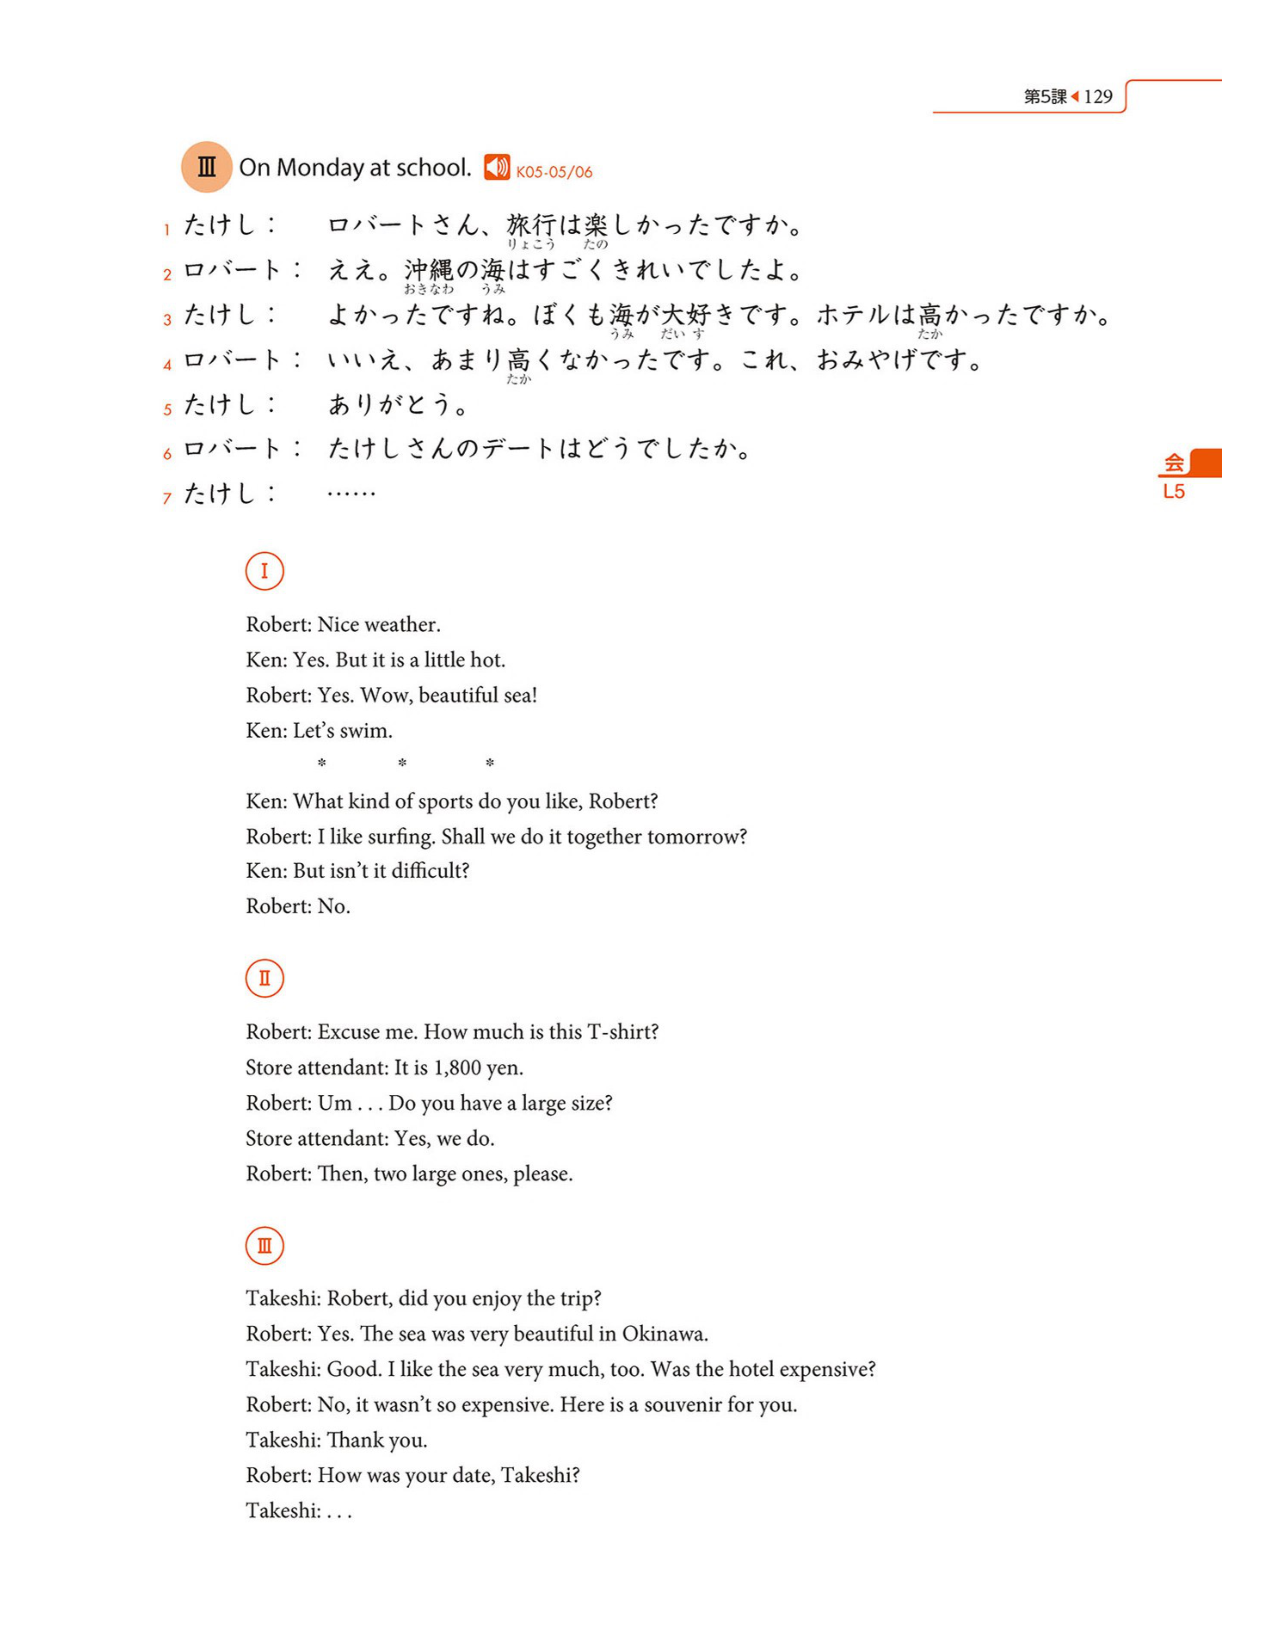 第5課◀129
Ⅲ On Monday at school. K05-05/06
1 たけし： ロバートさん、旅行は楽しかったですか。
りょこう たの
2 ロバート： ええ。沖縄の海はすごくきれいでしたよ。
おきなわ うみ
3 たけし： よかったですね。ぼくも海が大好きです。ホテルは高かったですか。
うみ だい す たか
4 ロバート： いいえ、あまり高くなかったです。これ、おみやげです。
たか
5 たけし： ありがとう。
6 ロバート： たけしさんのデートはどうでしたか。
7 たけし： ……
会
L5
Ⅰ
Robert: Nice weather.
Ken: Yes. But it is a little hot.
Robert: Yes. Wow, beautiful sea!
Ken: Let’s swim.
* * *
Ken: What kind of sports do you like, Robert?
Robert: I like surfing. Shall we do it together tomorrow?
Ken: But isn’t it difficult?
Robert: No.
Ⅱ
Robert: Excuse me. How much is this T-shirt?
Store attendant: It is 1,800 yen.
Robert: Um . . . Do you have a large size?
Store attendant: Yes, we do.
Robert: Then, two large ones, please.
Ⅲ
Takeshi: Robert, did you enjoy the trip?
Robert: Yes. The sea was very beautiful in Okinawa.
Takeshi: Good. I like the sea very much, too. Was the hotel expensive?
Robert: No, it wasn’t so expensive. Here is a souvenir for you.
Takeshi: Thank you.
Robert: How was your date, Takeshi?
Takeshi: . . .